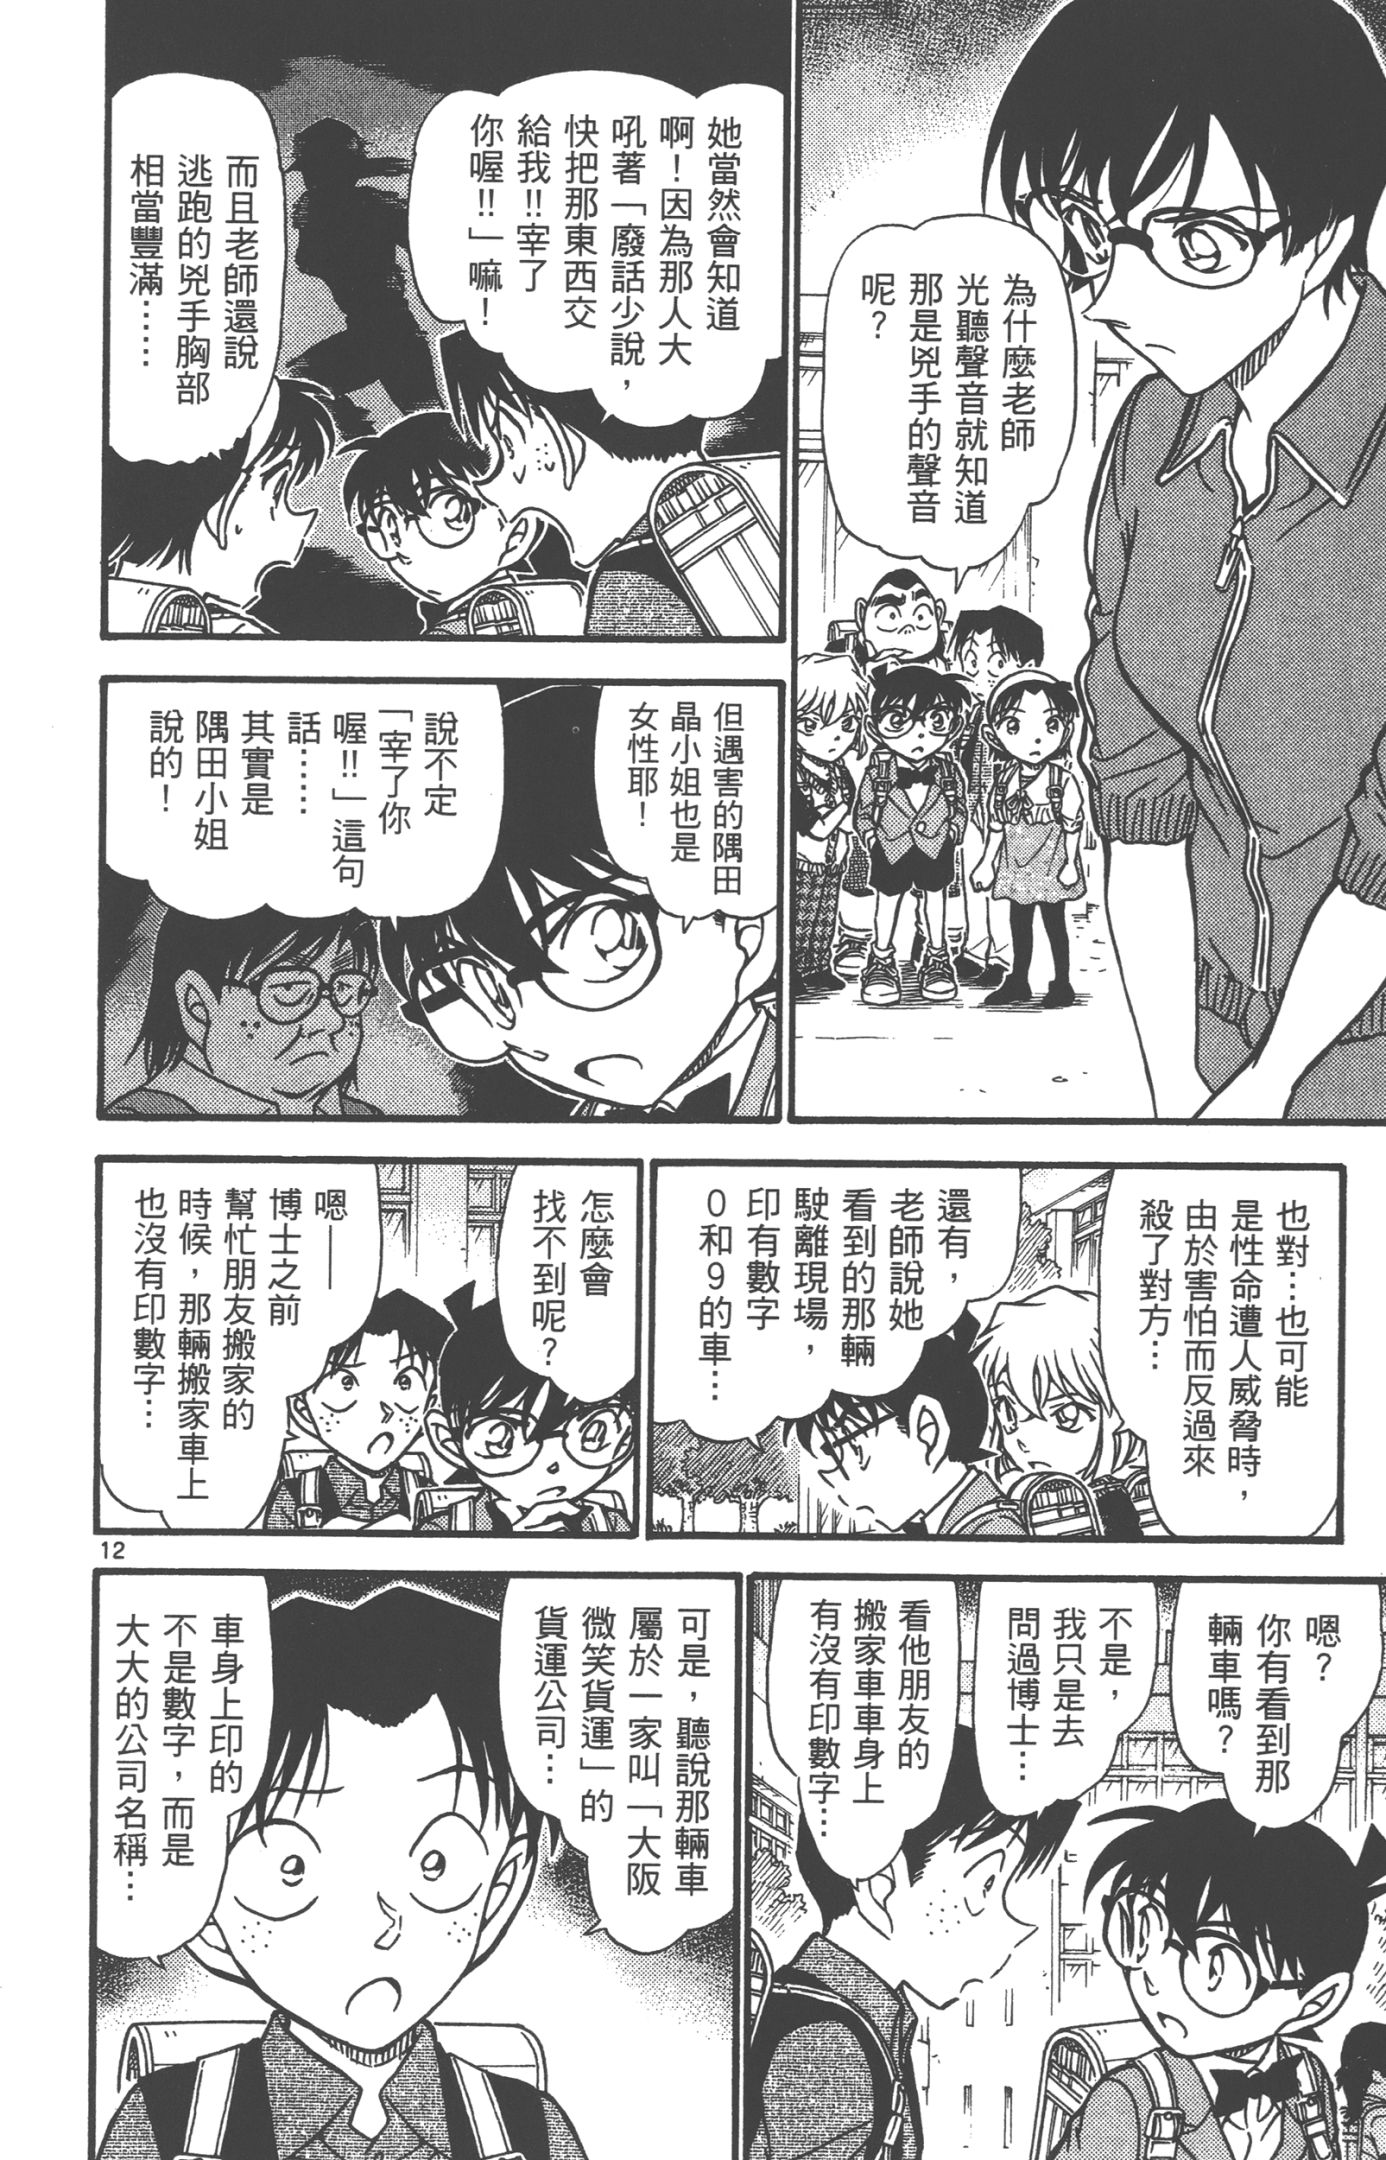 為什麼老師
光聽聲音就知道
那是兇手的聲音
呢？
她當然會知道
啊！因為那人大
吼著「廢話少說，
快把那東西交
給我!!宰了
你喔!!」嘛！
而且老師還說
逃跑的兇手胸部
相當豐滿……
但遇害的隅田
晶小姐也是
女性耶！
說不定
「宰了你
喔!!」這句
話……
其實是
隅田小姐
說的！
也對…也可能
是性命遭人威脅時，
由於害怕而反過來
殺了對方…
還有，
老師說她
看到的那輛
駛離現場，
印有數字
0和9的車…
怎麼會
找不到呢？
嗯——
博士之前
幫忙朋友搬家的
時候，那輛搬家車上
也沒有印數字…
12
嗯？
你有看到那
輛車嗎？
不是，
我只是去
問過博士…
看他朋友的
搬家車車身上
有沒有印數字…
可是，聽說那輛車
屬於一家叫「大阪
微笑貨運」的
貨運公司…
車身上印的
不是數字，而是
大大的公司名稱…